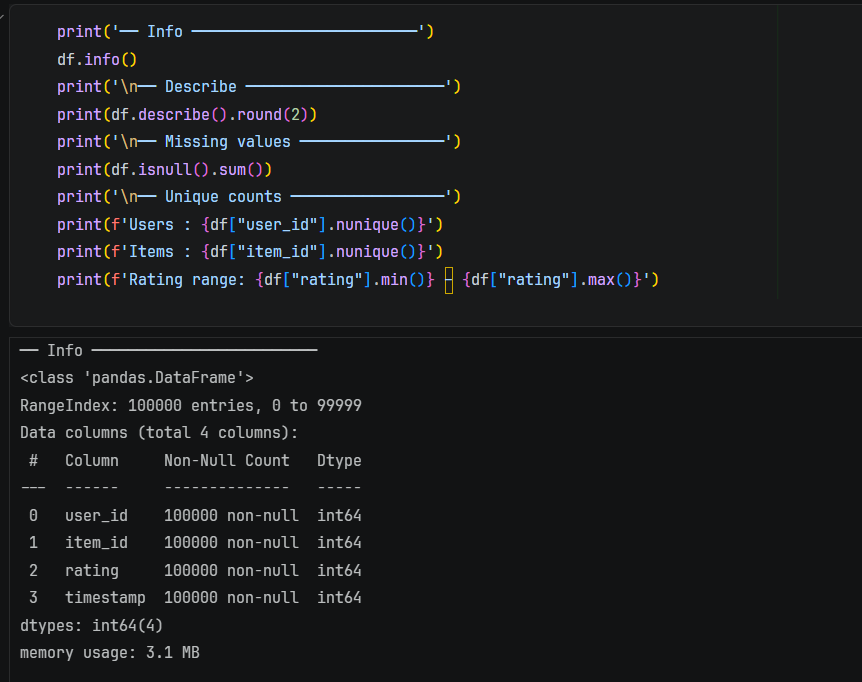 print('── Info ─────────────────────────')
df.info()
print('\n── Describe ──────────────────────')
print(df.describe().round(2))
print('\n── Missing values ────────────────')
print(df.isnull().sum())
print('\n── Unique counts ─────────────────')
print(f'Users : {df["user_id"].nunique()}')
print(f'Items : {df["item_id"].nunique()}')
print(f'Rating range: {df["rating"].min()} – {df["rating"].max()}')
── Info ─────────────────────────
<class 'pandas.DataFrame'>
RangeIndex: 100000 entries, 0 to 99999
Data columns (total 4 columns):
 #   Column     Non-Null Count   Dtype
---  ------     --------------   -----
 0   user_id    100000 non-null  int64
 1   item_id    100000 non-null  int64
 2   rating     100000 non-null  int64
 3   timestamp  100000 non-null  int64
dtypes: int64(4)
memory usage: 3.1 MB